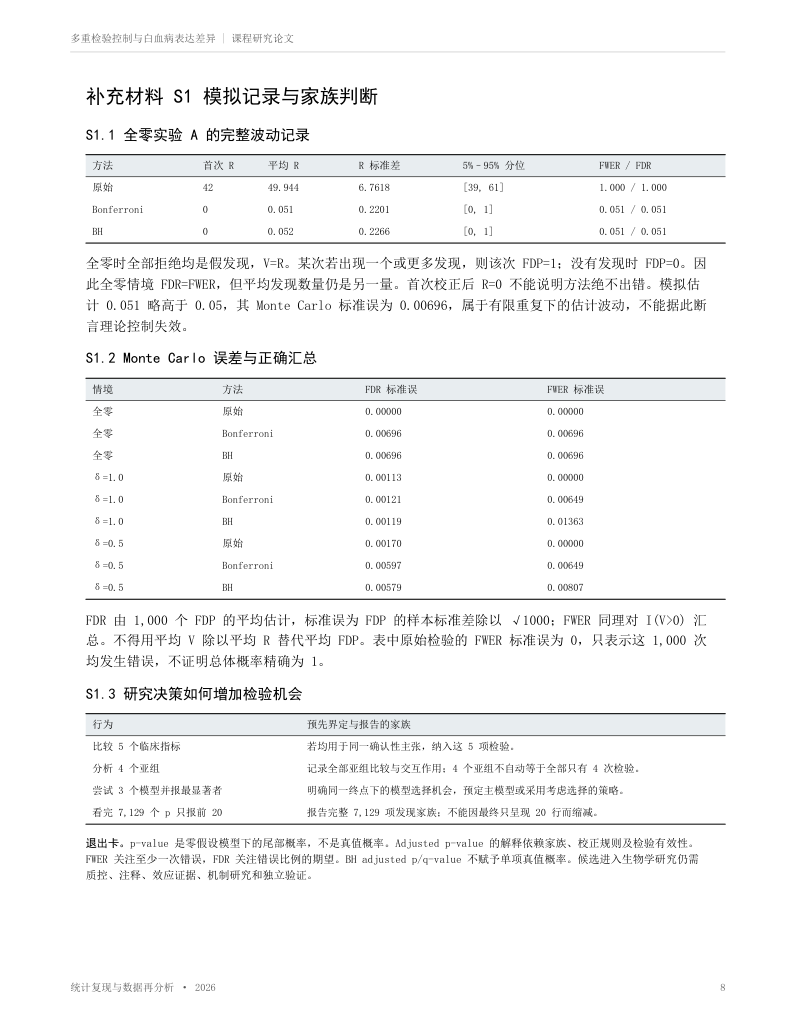 多重检验控制与白血病表达差异 | 课程研究论文
补充材料 S1 模拟记录与家族判断
S1.1 全零实验 A 的完整波动记录
方法 首次 R 平均 R R 标准差 5%–95% 分位 FWER / FDR
原始 42 49.944 6.7618 [39, 61] 1.000 / 1.000
Bonferroni 0 0.051 0.2201 [0, 1] 0.051 / 0.051
BH 0 0.052 0.2266 [0, 1] 0.051 / 0.051
全零时全部拒绝均是假发现，V=R。某次若出现一个或更多发现，则该次 FDP=1；没有发现时 FDP=0。因
此全零情境 FDR=FWER，但平均发现数量仍是另一量。首次校正后 R=0 不能说明方法绝不出错。模拟估
计 0.051 略高于 0.05，其 Monte Carlo 标准误为 0.00696，属于有限重复下的估计波动，不能据此断
言理论控制失效。
S1.2 Monte Carlo 误差与正确汇总
情境 方法 FDR 标准误 FWER 标准误
全零 原始 0.00000 0.00000
全零 Bonferroni 0.00696 0.00696
全零 BH 0.00696 0.00696
δ=1.0 原始 0.00113 0.00000
δ=1.0 Bonferroni 0.00121 0.00649
δ=1.0 BH 0.00119 0.01363
δ=0.5 原始 0.00170 0.00000
δ=0.5 Bonferroni 0.00597 0.00649
δ=0.5 BH 0.00579 0.00807
FDR 由 1,000 个 FDP 的平均估计，标准误为 FDP 的样本标准差除以 √1000；FWER 同理对 I(V>0) 汇
总。不得用平均 V 除以平均 R 替代平均 FDP。表中原始检验的 FWER 标准误为 0，只表示这 1,000 次
均发生错误，不证明总体概率精确为 1。
S1.3 研究决策如何增加检验机会
行为 预先界定与报告的家族
比较 5 个临床指标 若均用于同一确认性主张，纳入这 5 项检验。
分析 4 个亚组 记录全部亚组比较与交互作用；4 个亚组不自动等于全部只有 4 次检验。
尝试 3 个模型并报最显著者 明确同一终点下的模型选择机会，预定主模型或采用考虑选择的策略。
看完 7,129 个 p 只报前 20 报告完整 7,129 项发现家族；不能因最终只呈现 20 行而缩减。
退出卡。p-value 是零假设模型下的尾部概率，不是真值概率。Adjusted p-value 的解释依赖家族、校正规则及检验有效性。
FWER 关注至少一次错误，FDR 关注错误比例的期望。BH adjusted p/q-value 不赋予单项真值概率。候选进入生物学研究仍需
质控、注释、效应证据、机制研究和独立验证。
统计复现与数据再分析 • 2026 8